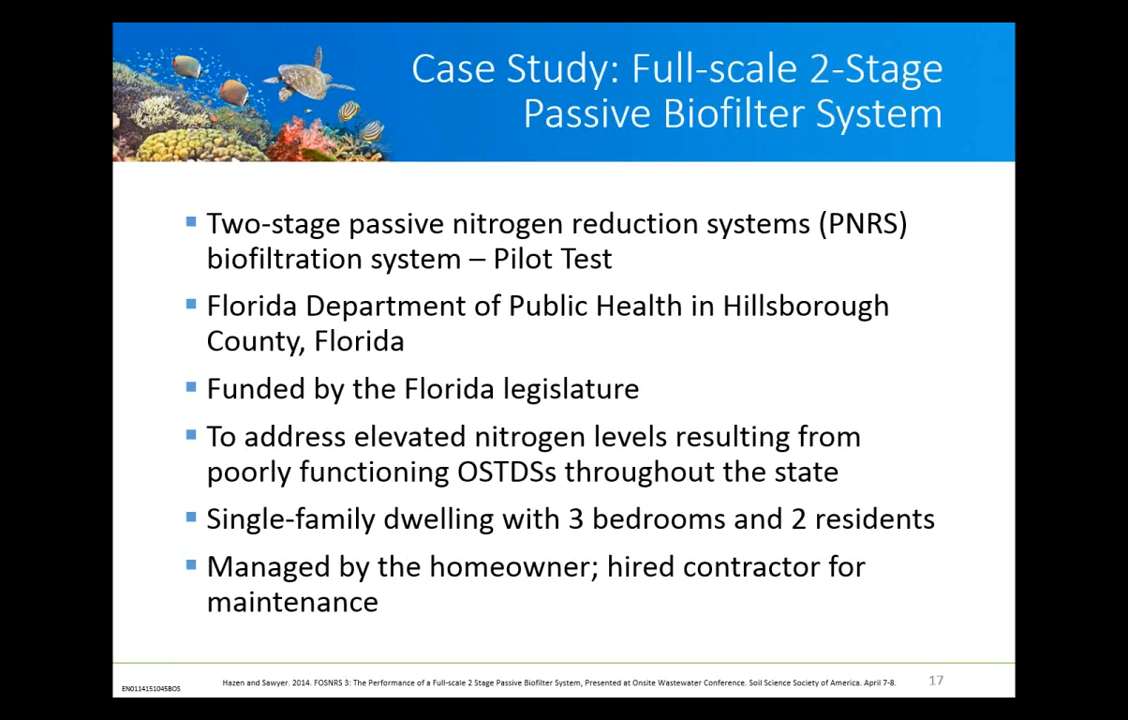 Case Study: Full-scale 2-Stage
Passive Biofilter System
Two-stage passive nitrogen reduction systems (PNRS)
biofiltration system – Pilot Test
Florida Department of Public Health in Hillsborough
County, Florida
Funded by the Florida legislature
To address elevated nitrogen levels resulting from
poorly functioning OSTDSs throughout the state
Single-family dwelling with 3 bedrooms and 2 residents
Managed by the homeowner; hired contractor for
maintenance
Hazen and Sawyer. 2014. FOSNRS 3: The Performance of a Full-scale 2 Stage Passive Biofilter System, Presented at Onsite Wastewater Conference. Soil Science Society of America. April 7-8.
17
EN0114151045BOS